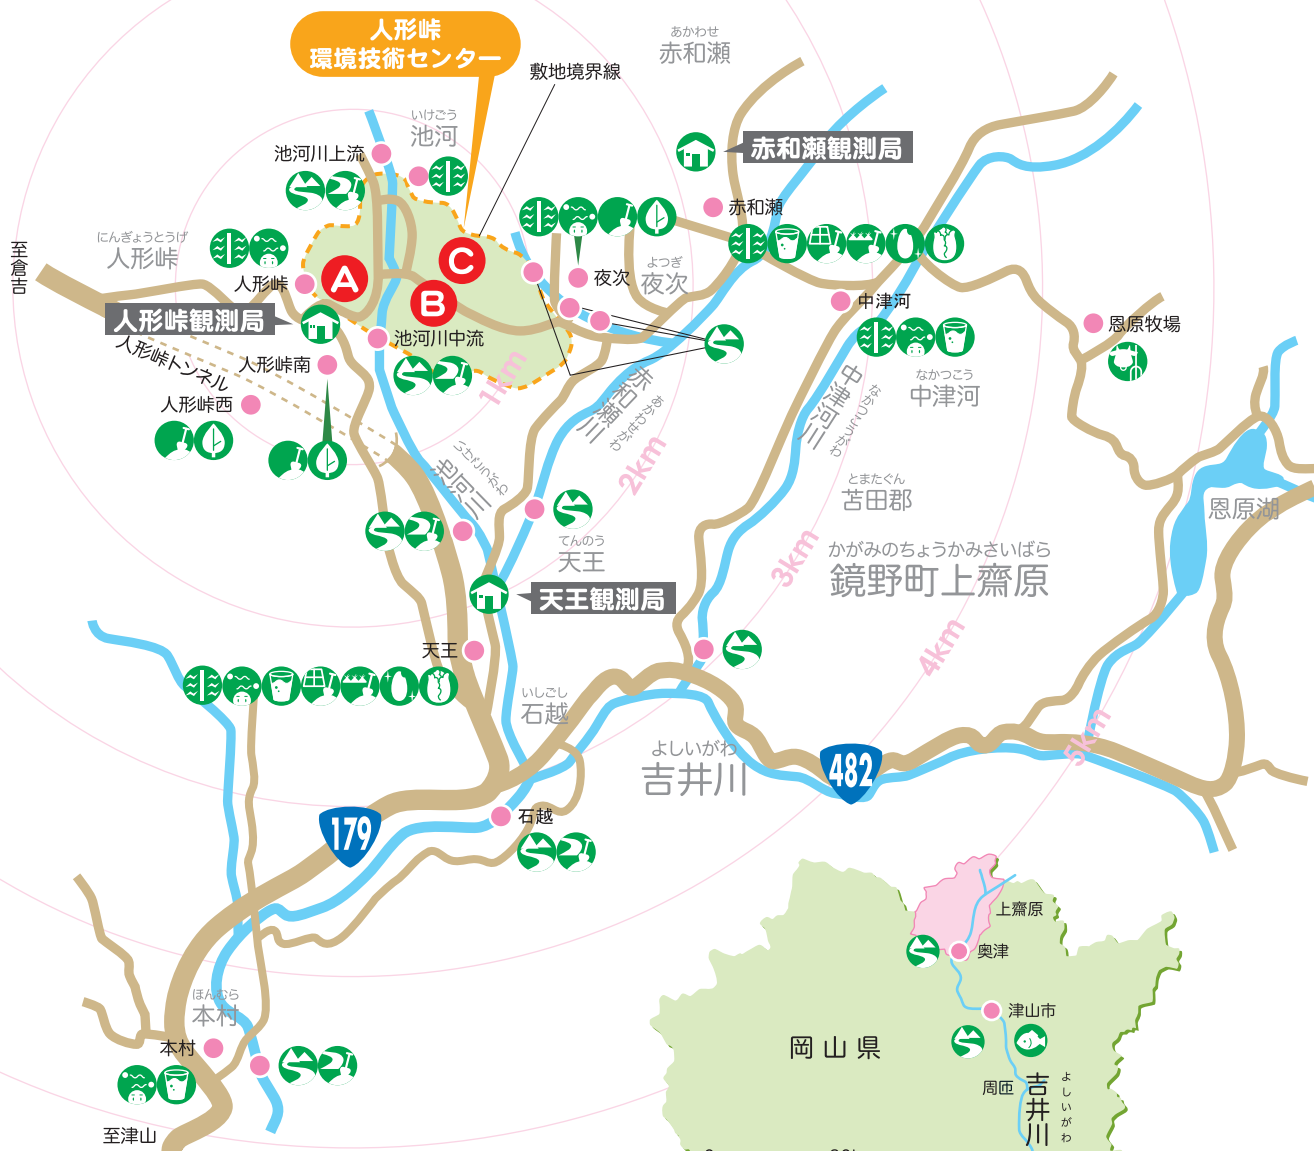 人形峠
環境技術センター
敷地境界線
あかわせ
赤和瀬
いけごう
池河
池河川上流
赤和瀬観測局
赤和瀬
にんぎょうとうげ
人形峠
至倉吉
人形峠
A
B
C
夜次
よつぎ
夜次
中津河
恩原牧場
人形峠観測局
池河川中流
人形峠トンネル
人形峠南
人形峠西
1km
赤和瀬川
あかわせがわ
中津河川
なかつこうがわ
なかつこう
中津河
2km
池河川
いけごうがわ
とまたぐん
苫田郡
恩原湖
てんのう
天王
3km
かがみのちょうかみさいばら
鏡野町上齋原
天王観測局
天王
4km
いしごし
石越
よしいがわ
吉井川
5km
482
179
石越
上齋原
奥津
ほんむら
本村
津山市
本村
岡山県
周匝
吉井川
よしいがわ
至津山